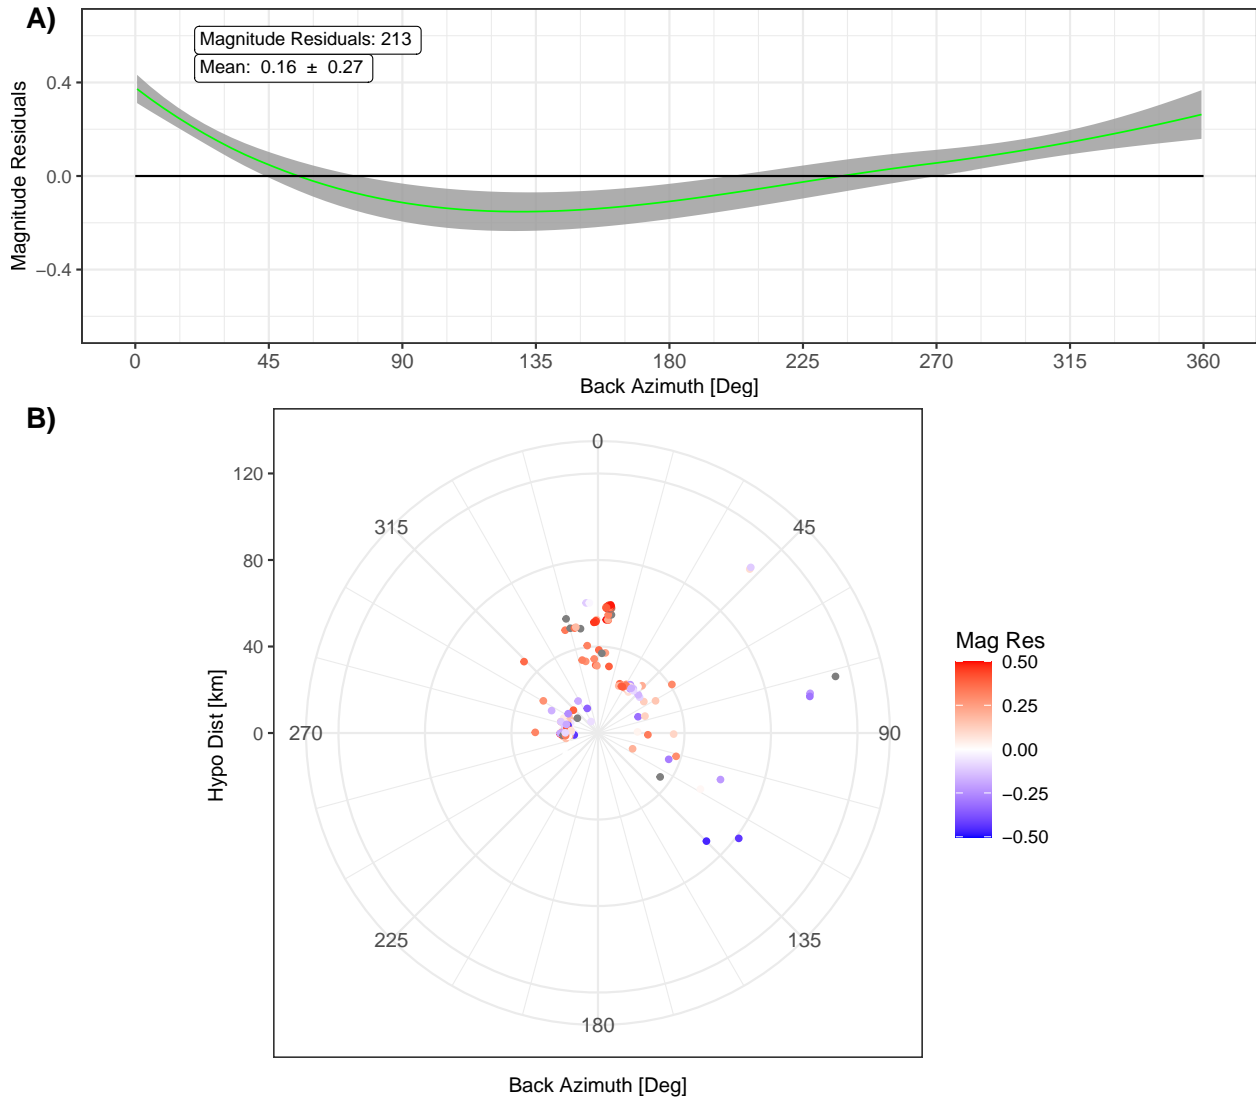 A)
Magnitude Residuals: 213
Mean: 0.16 ± 0.27
Magnitude Residuals
0.4
0.0
−0.4
0 45 90 135 180 225 270 315 360
Back Azimuth [Deg]
B)
Hypo Dist [km]
120
80
40
0
0
45
90
135
180
225
270
315
Back Azimuth [Deg]
Mag Res
0.50
0.25
0.00
−0.25
−0.50